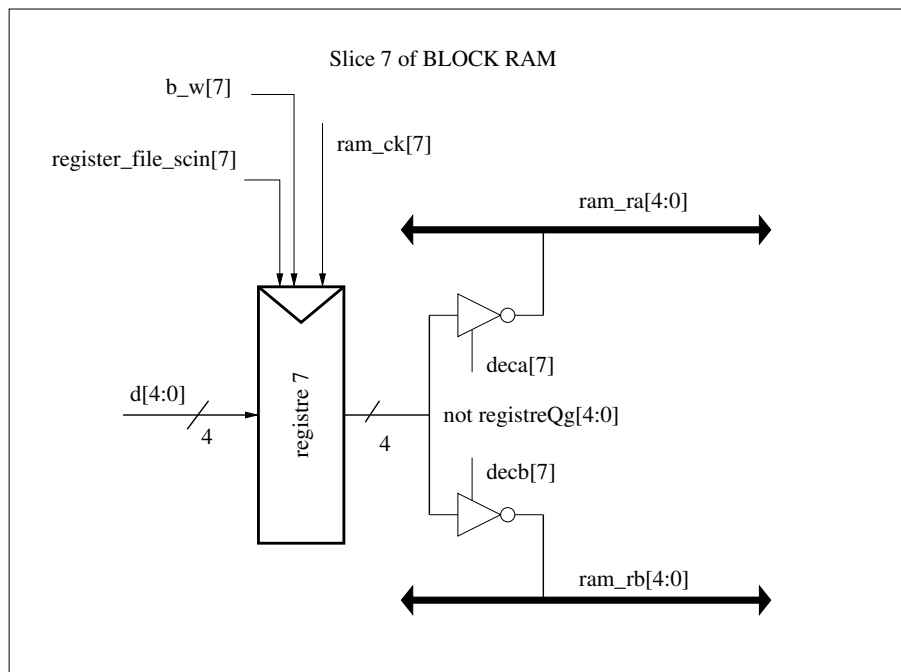 Slice 7 of BLOCK RAM
b_w[7]
ram_ck[7]
register_file_scin[7]
ram_ra[4:0]
deca[7]
d[4:0]
4
registre 7
4
not registreQg[4:0]
decb[7]
ram_rb[4:0]